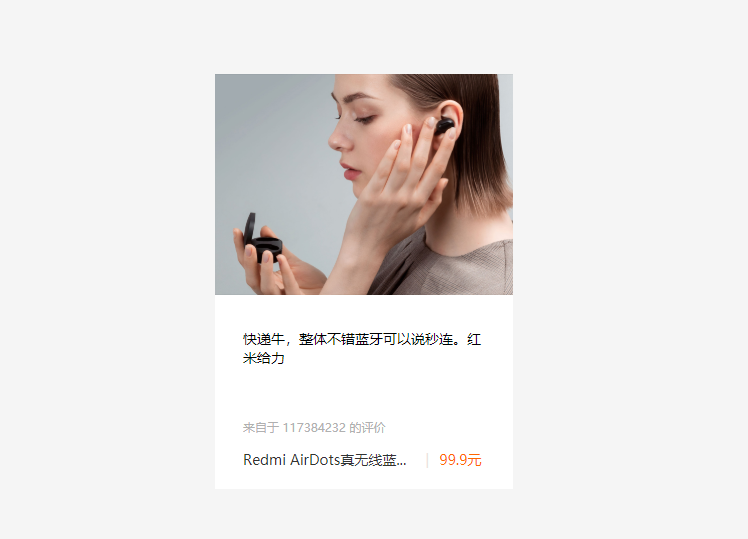 快递牛，整体不错蓝牙可以说秒连。红
米给力
来自于 117384232 的评价
Redmi AirDots真无线蓝... | 99.9元